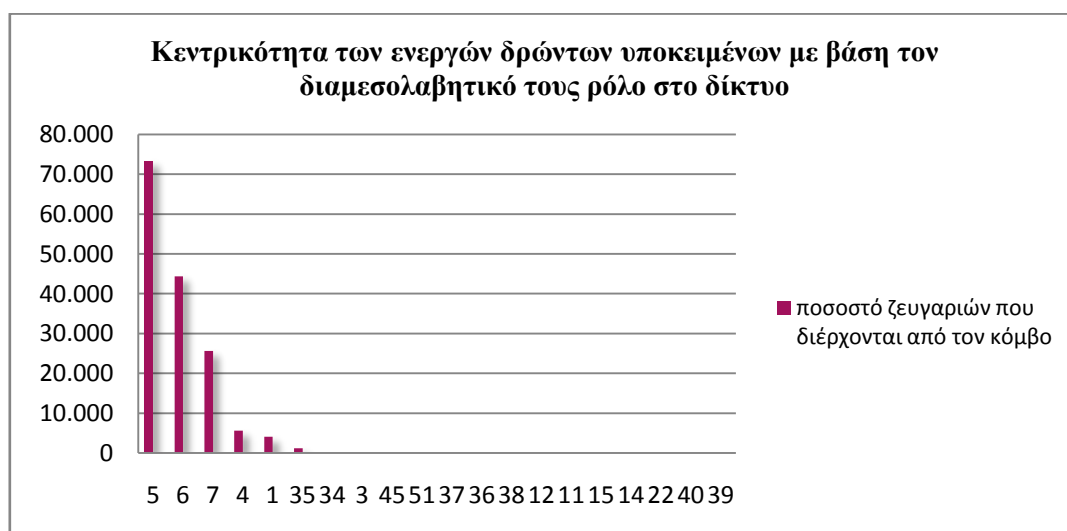 Κεντρικότητα των ενεργών δρώντων υποκειμένων με βάση τον
διαμεσολαβητικό τους ρόλο στο δίκτυο
80.000
70.000
60.000
50.000
40.000
30.000
20.000
10.000
0
5 6 7 4 1 35 34 3 45 51 37 36 38 12 11 15 14 22 40 39
ποσοστό ζευγαριών που
διέρχονται από τον κόμβο